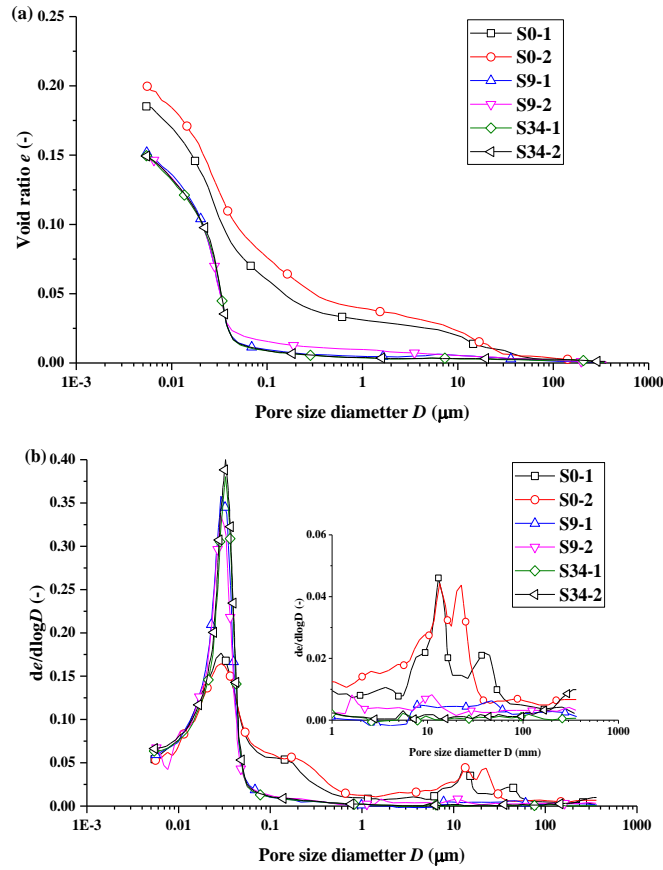 (a)
0.25
0.20
0.15
0.10
0.05
0.00
Void ratio e (-)
S0-1
S0-2
S9-1
S9-2
S34-1
S34-2
1E-3 0.01 0.1 1 10 100 1000
Pore size diametter D (μm)
(b)
0.40
0.35
0.30
0.25
0.20
0.15
0.10
0.05
0.00
de/dlogD (-)
S0-1
S0-2
S9-1
S9-2
S34-1
S34-2
0.06
0.04
0.02
0.00
de/dlogD (-)
1 10 100 1000
Pore size diametter D (mm)
1E-3 0.01 0.1 1 10 100 1000
Pore size diametter D (μm)